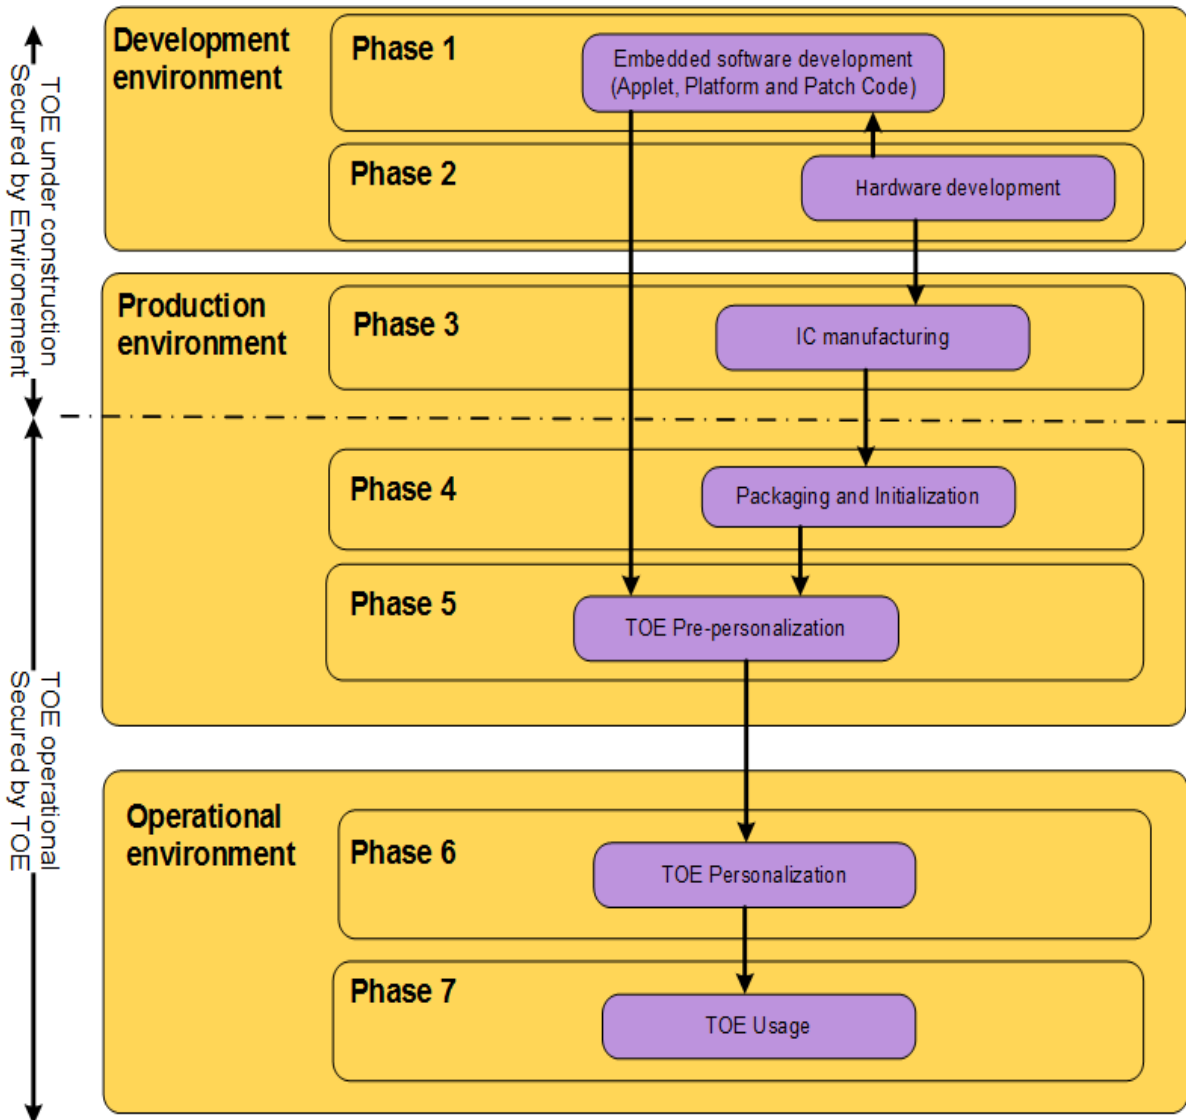 Development
environment
Phase 1
Embedded software development
(Applet, Platform and Patch Code)
Phase 2
Hardware development
TOE under construction
Secured by Environement
Production
environment
Phase 3
IC manufacturing
Phase 4
Packaging and Initialization
Phase 5
TOE Pre-personalization
TOE operational
Secured by TOE
Operational
environment
Phase 6
TOE Personalization
Phase 7
TOE Usage